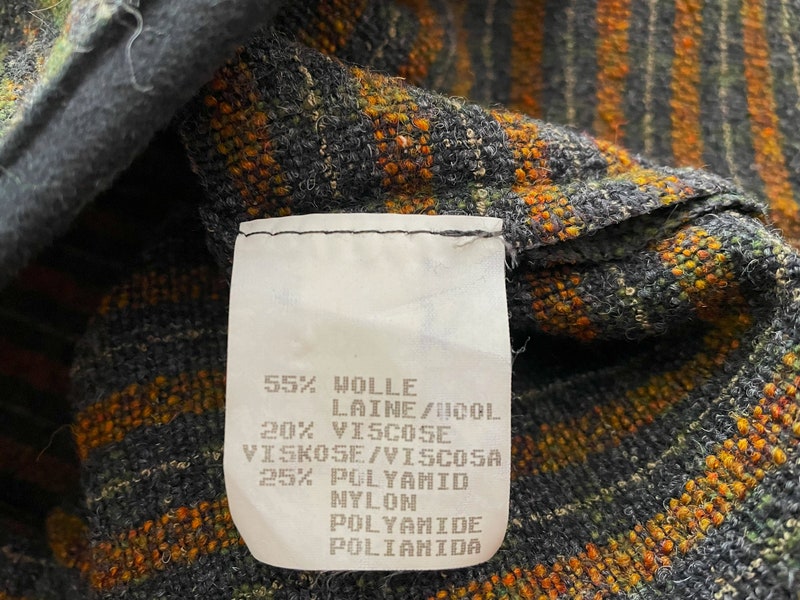 55% WOLLE
LAINE/WOOL
20% VISCOSE
VISKOSE/VISCOSA
25% POLYAMID
NYLON
POLYAMIDE
POLIAMIDA